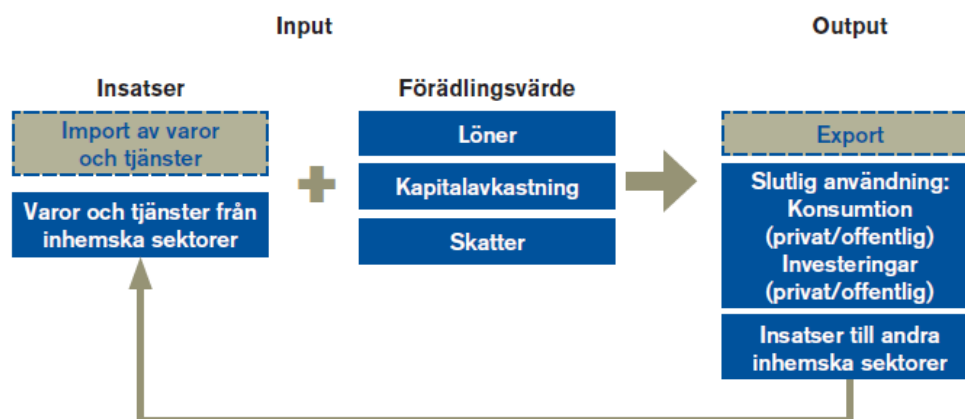 Input
Output
Insatser
Förädlingsvärde
Import av varor
och tjänster
Varor och tjänster från
inhemska sektorer
Löner
Kapitalavkastning
Skatter
Export
Slutlig användning:
Konsumtion
(privat/offentlig)
Investeringar
(privat/offentlig)
Insatser till andra
inhemska sektorer